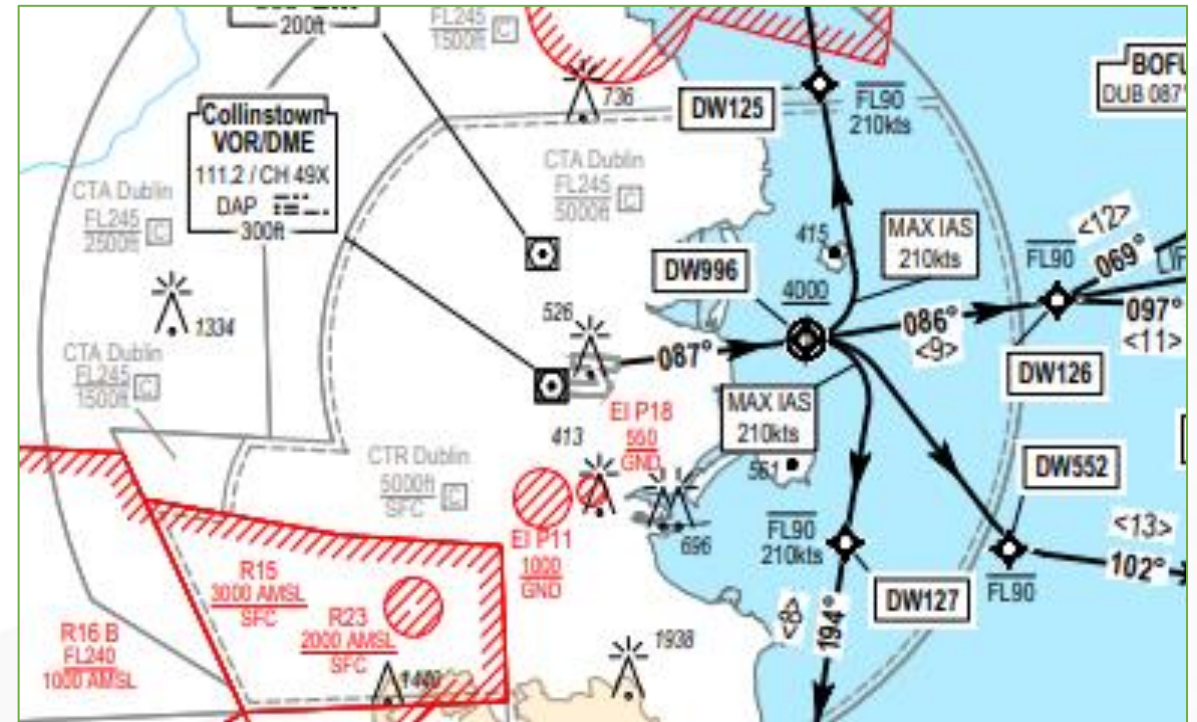 200ft
FL245
1500ft C
736
DW125
FL90
210kts
BOFU
DUB 087°
Collinstown
VOR/DME
111.2 / CH 49X
DAP
300ft
CTA Dublin
FL245
2500ft C
CTA Dublin
FL245
5000ft C
415
MAX IAS
210kts
DW996
4000
FL90
<12>
069°
LIF
1334
526
087°
086°
<9>
097°
<11>
CTA Dublin
FL245
1500ft C
DW126
MAX IAS
210kts
EI P18
550
GND
413
561
CTR Dublin
5000ft C
SFC
DW552
696
FL90
210kts
<13>
102°
EI P11
1000
GND
FL90
DW127
R15
3000 AMSL
SFC
R23
2000 AMSL
SFC
<8>
194°
R16 B
FL240
1000 AMSL
1938